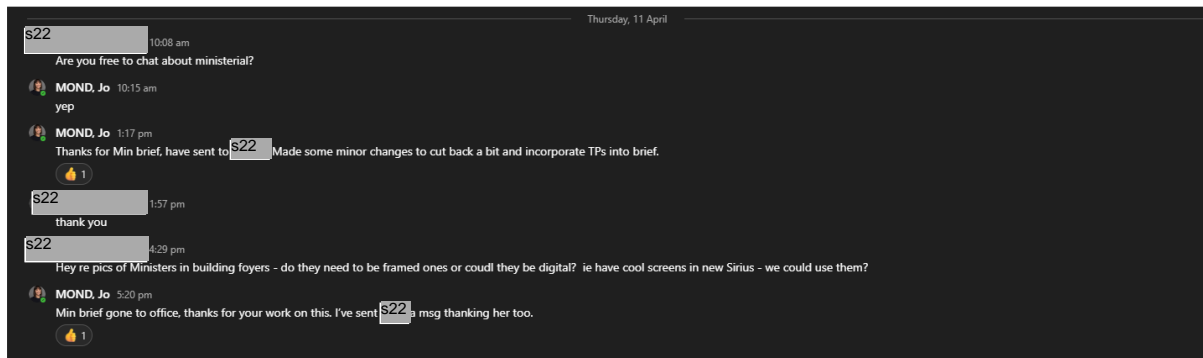 Thursday, 11 April
s22 10:08 am
Are you free to chat about ministerial?
MOND, Jo 10:15 am
yep
MOND, Jo 1:17 pm
Thanks for Min brief, have sent to s22 Made some minor changes to cut back a bit and incorporate TPs into brief.
👍 1
s22 1:57 pm
thank you
s22 4:29 pm
Hey re pics of Ministers in building foyers - do they need to be framed ones or coudl they be digital? ie have cool screens in new Sirius - we could use them?
MOND, Jo 5:20 pm
Min brief gone to office, thanks for your work on this. I've sent s22 a msg thanking her too.
👍 1